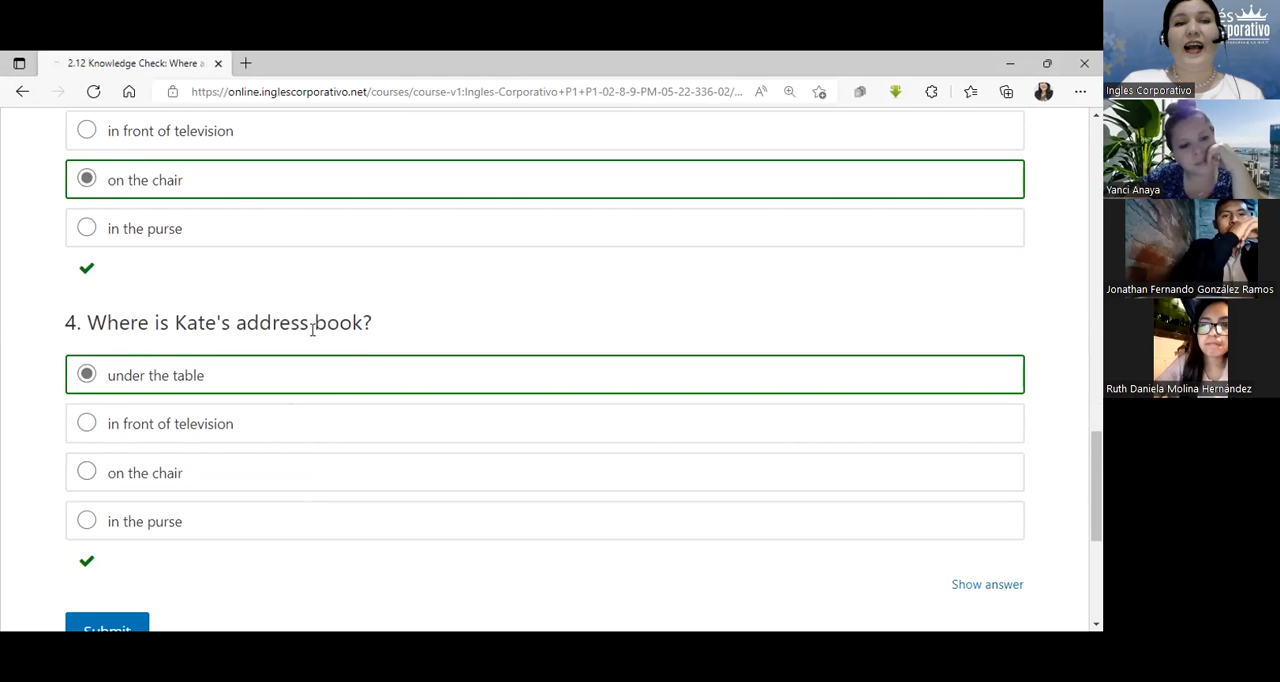 2.12 Knowledge Check: Where a
https://online.inglescorporativo.net/courses/course-v1:Ingles-Corporativo+P1+P1-02-8-9-PM-05-22-336-02/...
in front of television
on the chair
in the purse
4. Where is Kate's address book?
under the table
in front of television
on the chair
in the purse
Show answer
Submit
és
orporativo
Ingles Corporativo
Yanci Anaya
Jonathan Fernando González Ramos
Ruth Daniela Molina Hernández